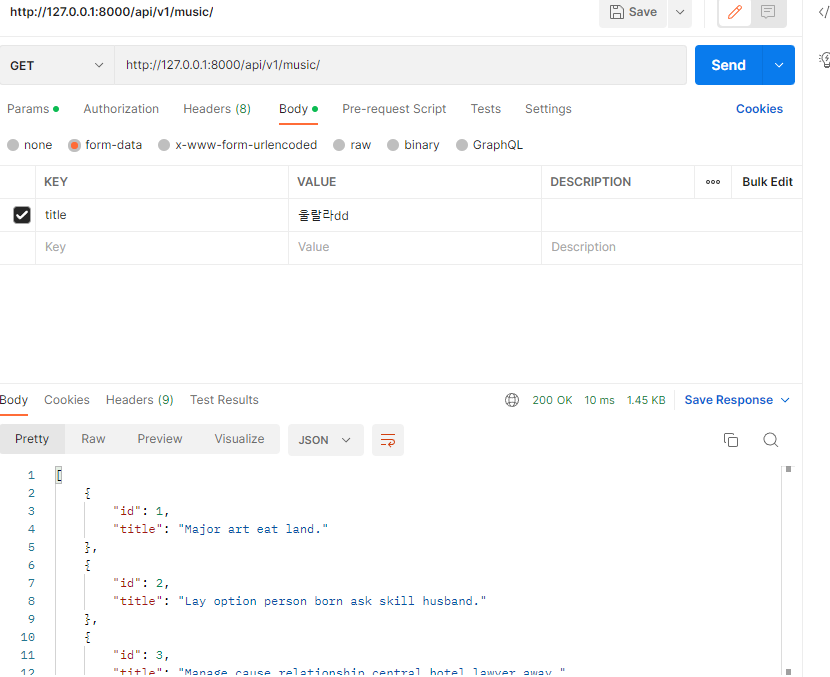 http://127.0.0.1:8000/api/v1/music/ Save
GET http://127.0.0.1:8000/api/v1/music/ Send
Params Authorization Headers (8) Body Pre-request Script Tests Settings Cookies
none form-data x-www-form-urlencoded raw binary GraphQL
KEY VALUE DESCRIPTION ooo Bulk Edit
title 울랄라dd
Key Value Description
Body Cookies Headers (9) Test Results 200 OK 10 ms 1.45 KB Save Response
Pretty Raw Preview Visualize JSON
1 [
2 {
3 "id": 1,
4 "title": "Major art eat land."
5 },
6 {
7 "id": 2,
8 "title": "Lay option person born ask skill husband."
9 },
10 {
11 "id": 3,
12 "title": "Manage cause relationship central hotel lawyer away."